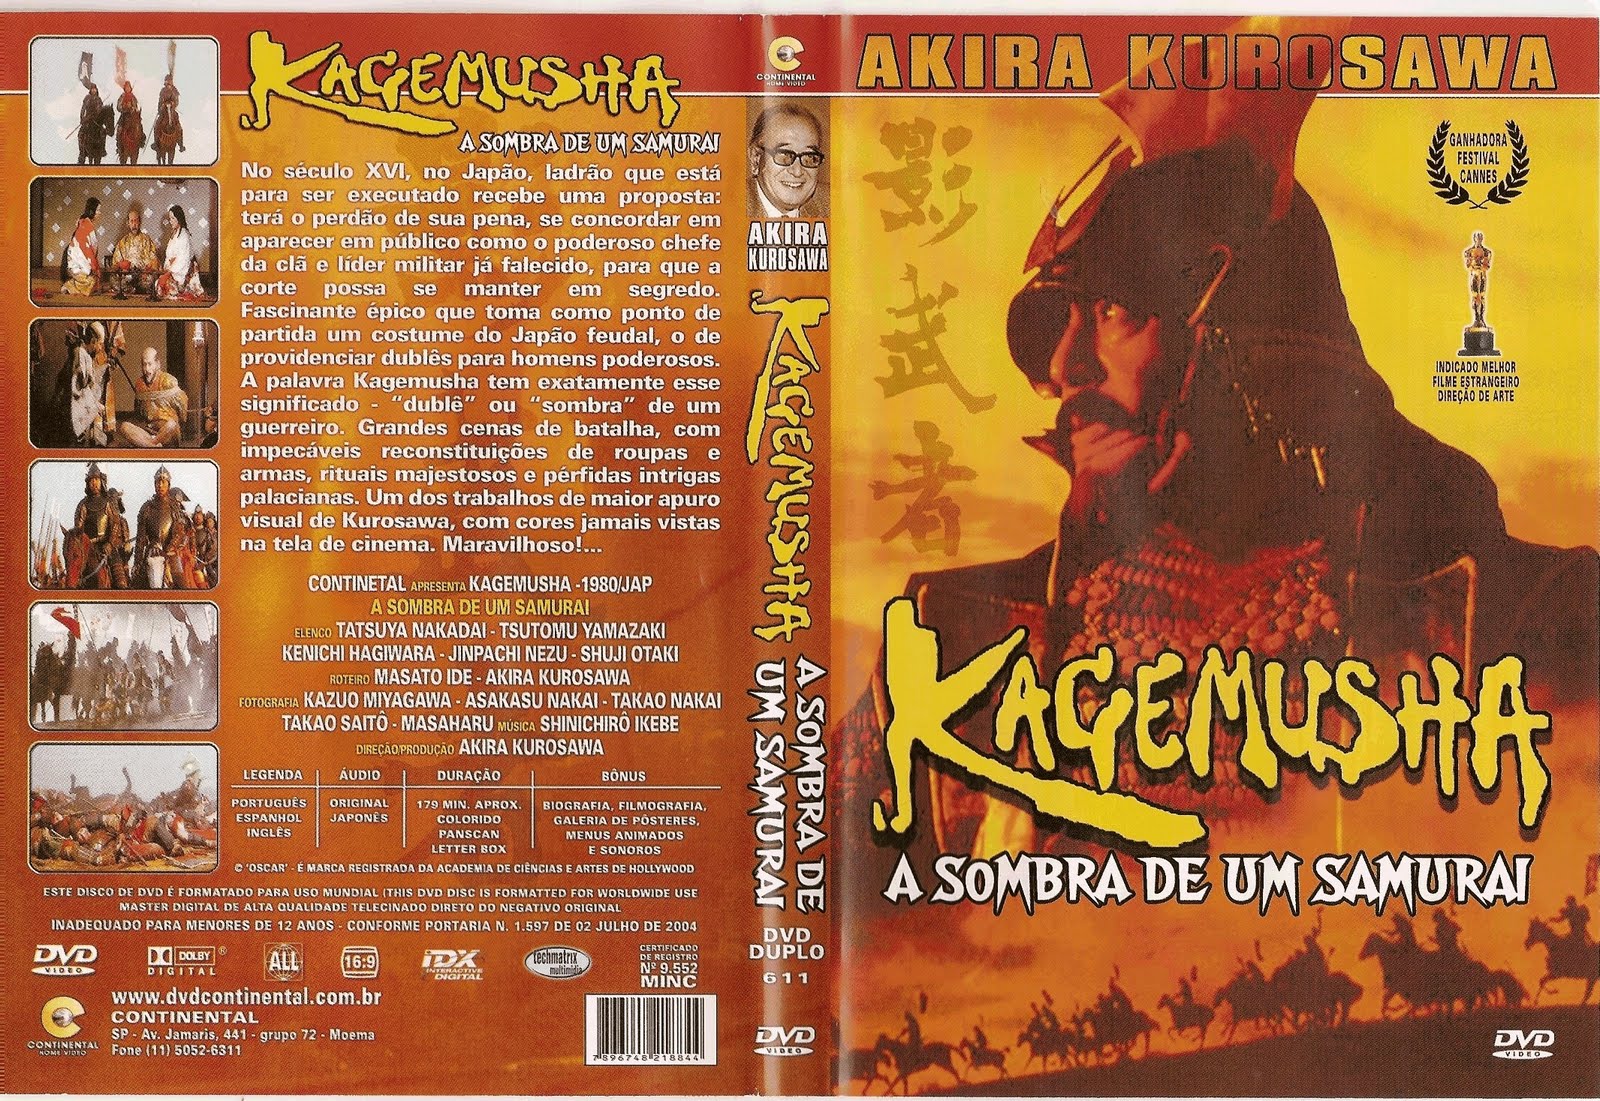 KAGEMUSHA
A SOMBRA DE UM SAMURAI
No século XVI, no Japão, ladrão que está
para ser executado recebe uma proposta:
terá o perdão de sua pena, se concordar em
aparecer em público como o poderoso chefe
da clã e líder militar já falecido, para que a
corte possa se manter em segredo.
Fascinante épico que toma como ponto de
partida um costume do Japão feudal, o de
providenciar dublês para homens poderosos.
A palavra Kagemusha tem exatamente esse
significado - “dublê” ou “sombra” de um
guerreiro. Grandes cenas de batalha, com
impecáveis reconstituições de roupas e
armas, rituais majestosos e pérfidas intrigas
palacianas. Um dos trabalhos de maior apuro
visual de Kurosawa, com cores jamais vistas
na tela de cinema. Maravilhoso!...
CONTINETAL APRESENTA KAGEMUSHA -1980/JAP
A SOMBRA DE UM SAMURAI
ELENCO TATSUYA NAKADAI - TSUTOMU YAMAZAKI
KENICHI HAGIWARA - JINPACHI NEZU - SHUJI OTAKI
ROTEIRO MASATO IDE - AKIRA KUROSAWA
FOTOGRAFIA KAZUO MIYAGAWA - ASAKASU NAKAI - TAKAO NAKAI
TAKAO SAITÔ - MASAHARU MÚSICA SHINICHIRÔ IKEBE
DIREÇÃO/PRODUÇÃO AKIRA KUROSAWA
LEGENDA
PORTUGUÊS
ESPANHOL
INGLÊS
ÁUDIO
ORIGINAL
JAPONÊS
DURAÇÃO
179 MIN. APROX.
COLORIDO
PANSCAN
LETTER BOX
BÔNUS
BIOGRAFIA, FILMOGRAFIA,
GALERIA DE PÔSTERES,
MENUS ANIMADOS
E SONOROS
© 'OSCAR' - É MARCA REGISTRADA DA ACADEMIA DE CIÊNCIAS E ARTES DE HOLLYWOOD
ESTE DISCO DE DVD É FORMATADO PARA USO MUNDIAL (THIS DVD DISC IS FORMATTED FOR WORLDWIDE USE
MASTER DIGITAL DE ALTA QUALIDADE TELECINADO DIRETO DO NEGATIVO ORIGINAL
INADEQUADO PARA MENORES DE 12 ANOS - CONFORME PORTARIA N. 1.597 DE 02 JULHO DE 2004
DVD
VIDEO
DOLBY ®
DIGITAL
ALL
16:9
iDX
INTERACTIVE
DIGITAL
techmatrix
multimídia
CERTIFICADO
DE REGISTRO
Nº 9.552
MINC
CONTINENTAL
HOME VIDEO
www.dvdcontinental.com.br
CONTINENTAL
SP - Av. Jamaris, 441 - grupo 72 - Moema
Fone (11) 5052-6311
7 896748 218844
CONTINENTAL
HOME VIDEO
AKIRA
KUROSAWA
KAGEMUSHA
A SOMBRA DE
UM SAMURAI
DVD
DUPLO
611
DVD
VIDEO
AKIRA KUROSAWA
影武者
GANHADORA
FESTIVAL
CANNES
INDICADO MELHOR
FILME ESTRANGEIRO
DIREÇÃO DE ARTE
KAGEMUSHA
A SOMBRA DE UM SAMURAI
DVD
VIDEO